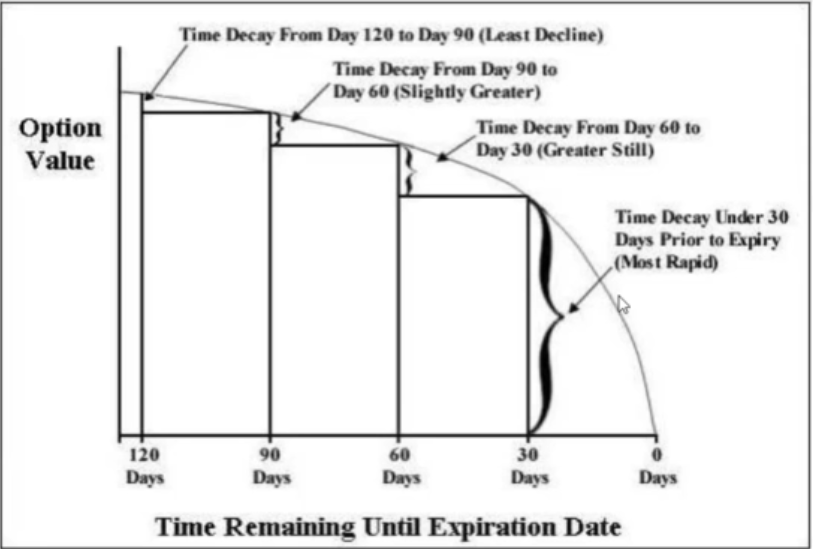 Time Decay From Day 120 to Day 90 (Least Decline)
Time Decay From Day 90 to
Day 60 (Slightly Greater)
Option
Value
Time Decay From Day 60 to
Day 30 (Greater Still)
Time Decay Under 30
Days Prior to Expiry
(Most Rapid)
120
Days
90
Days
60
Days
30
Days
0
Days
Time Remaining Until Expiration Date